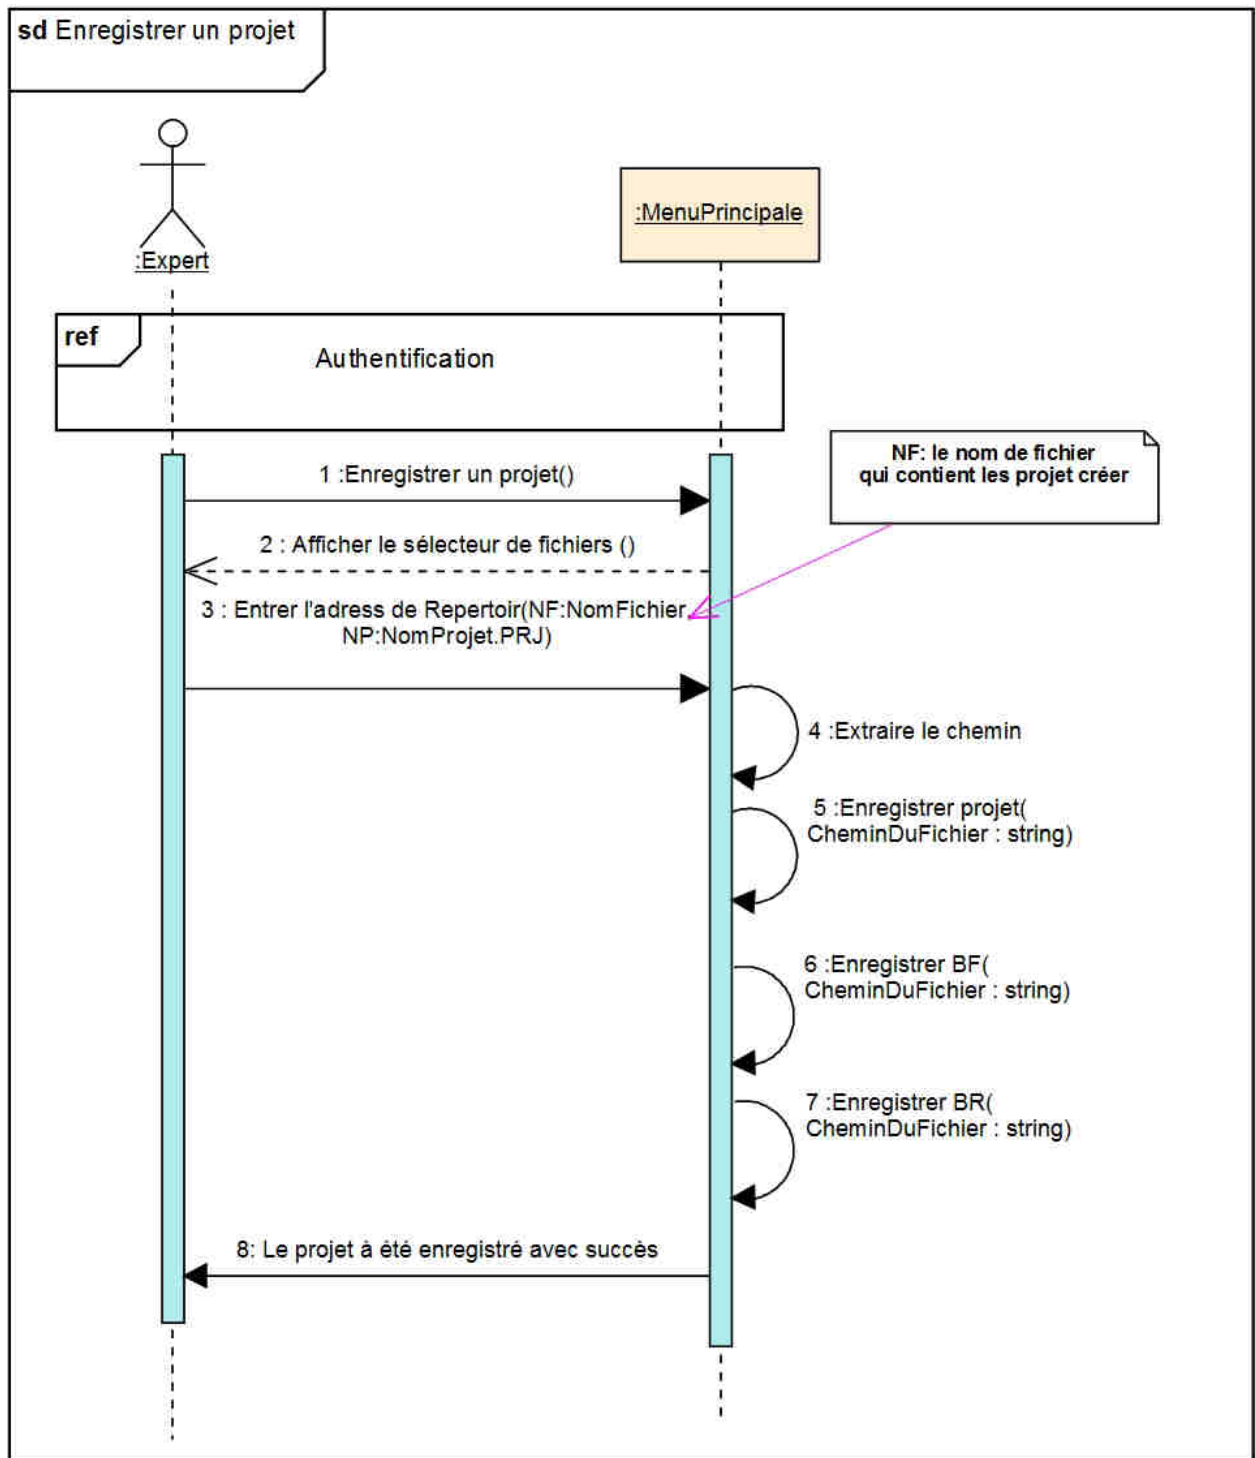 sd Enregistrer un projet
:Expert
:MenuPrincipale
ref
Authentification
NF: le nom de fichier
qui contient les projet créer
1 :Enregistrer un projet()
2 : Afficher le sélecteur de fichiers ()
3 : Entrer l'adress de Repertoir(NF:NomFichier,
NP:NomProjet.PRJ)
4 :Extraire le chemin
5 :Enregistrer projet(
CheminDuFichier : string)
6 :Enregistrer BF(
CheminDuFichier : string)
7 :Enregistrer BR(
CheminDuFichier : string)
8: Le projet à été enregistré avec succès